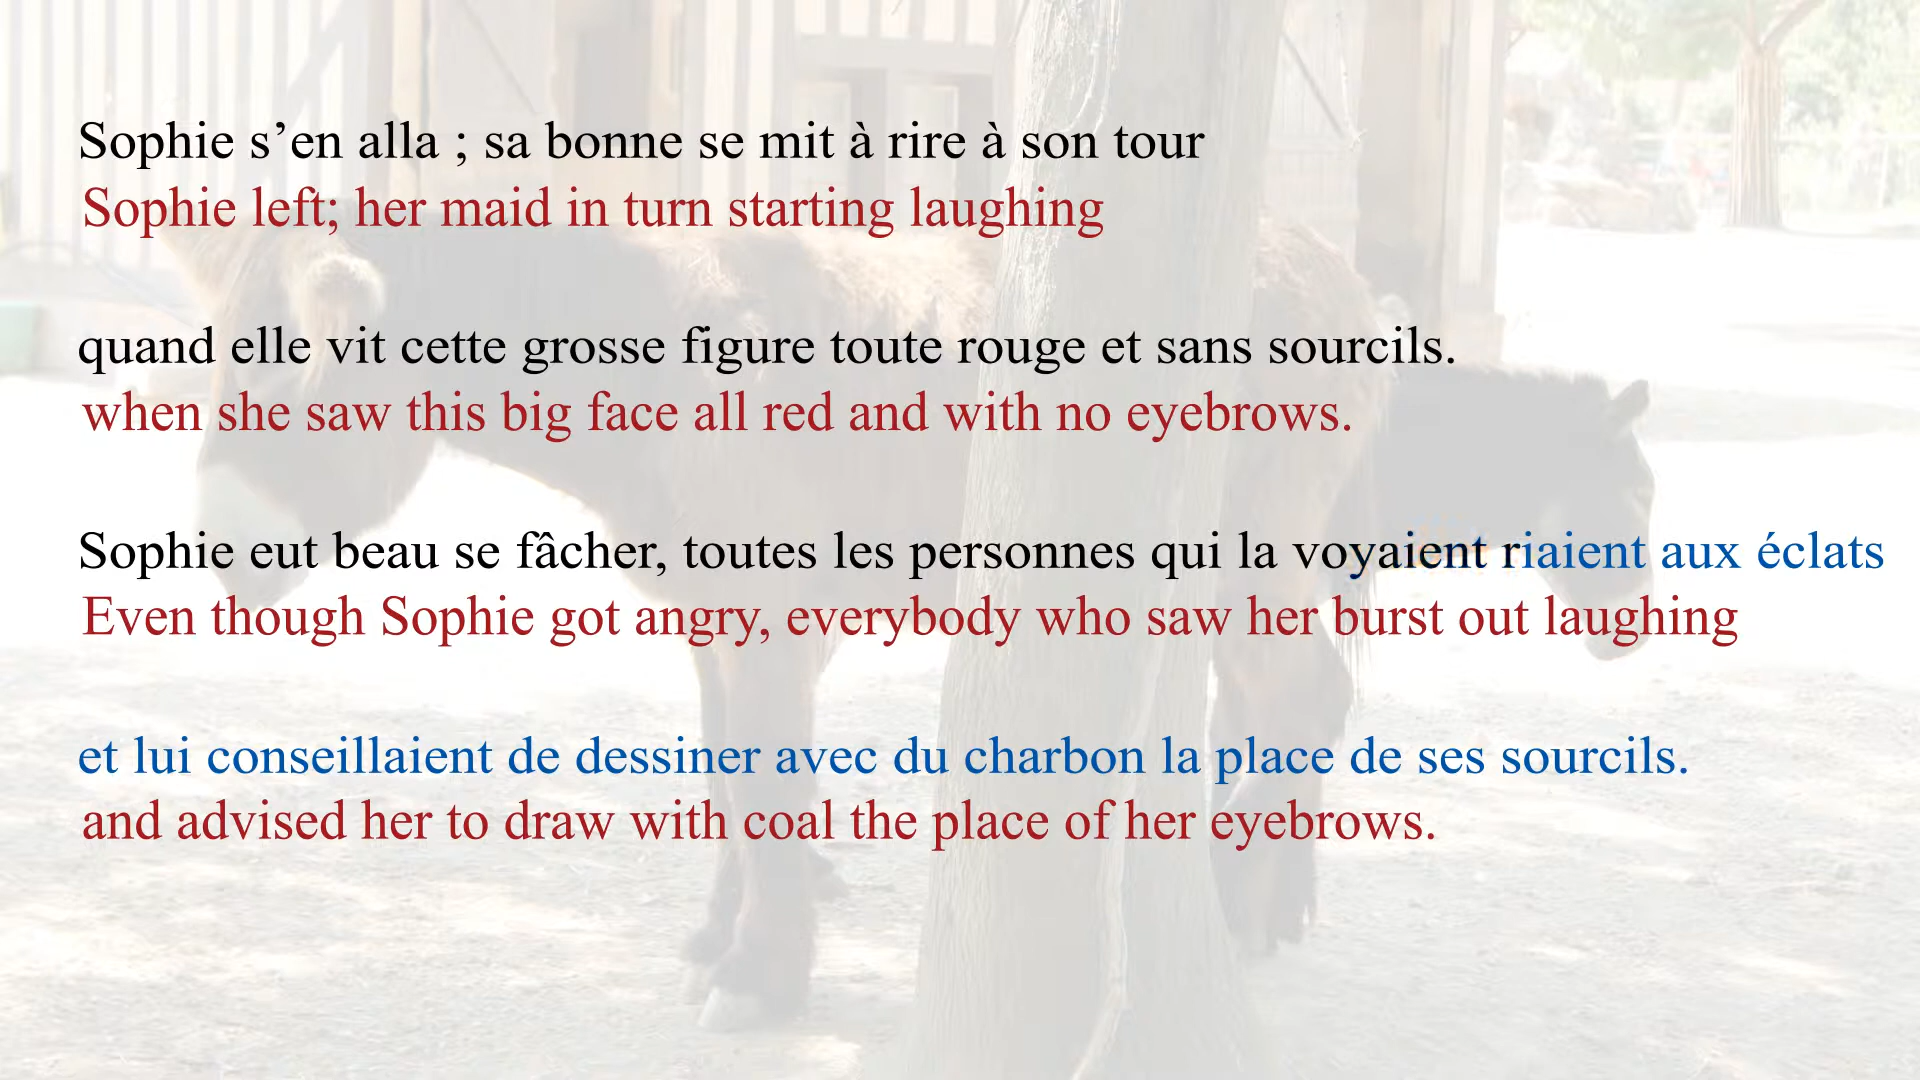 Sophie s’en alla ; sa bonne se mit à rire à son tour
Sophie left; her maid in turn starting laughing
quand elle vit cette grosse figure toute rouge et sans sourcils.
when she saw this big face all red and with no eyebrows.
Sophie eut beau se fâcher, toutes les personnes qui la voyaient riaient aux éclats
Even though Sophie got angry, everybody who saw her burst out laughing
et lui conseillaient de dessiner avec du charbon la place de ses sourcils.
and advised her to draw with coal the place of her eyebrows.